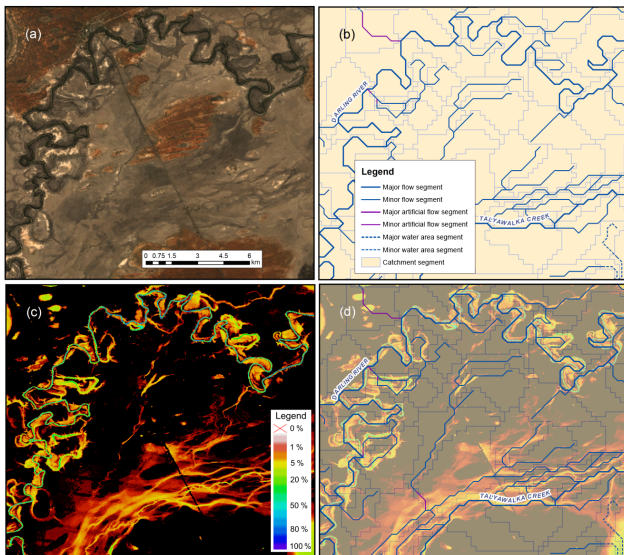 (a)
0 0.75 1.5 3 4.5 6
km
(b)
DARLING RIVER
TALYAWALKA CREEK
Legend
Major flow segment
Minor flow segment
Major artificial flow segment
Minor artificial flow segment
Major water area segment
Minor water area segment
Catchment segment
(c)
Legend
0 %
1 %
5 %
20 %
50 %
80 %
100 %
(d)
DARLING RIVER
TALYAWALKA CREEK